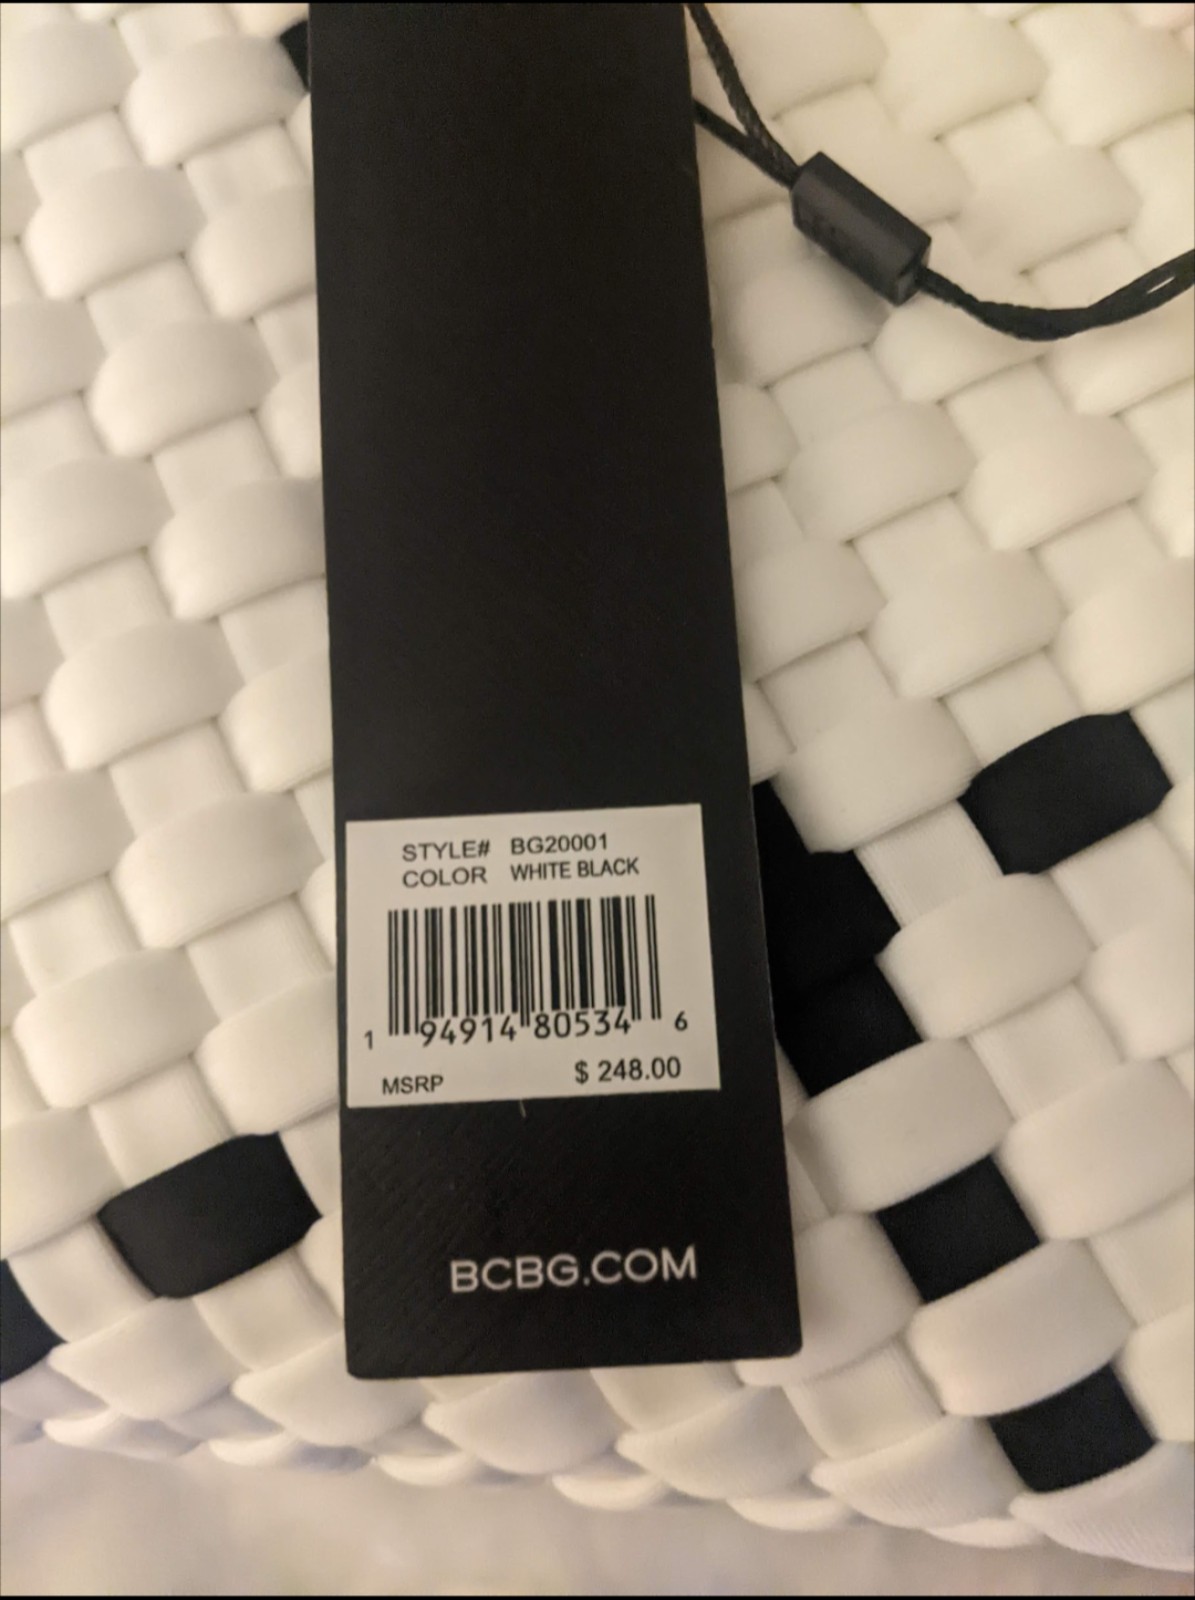 STYLE# BG20001
COLOR WHITE BLACK
1 94914 80534 6
MSRP $ 248.00
BCBG.COM